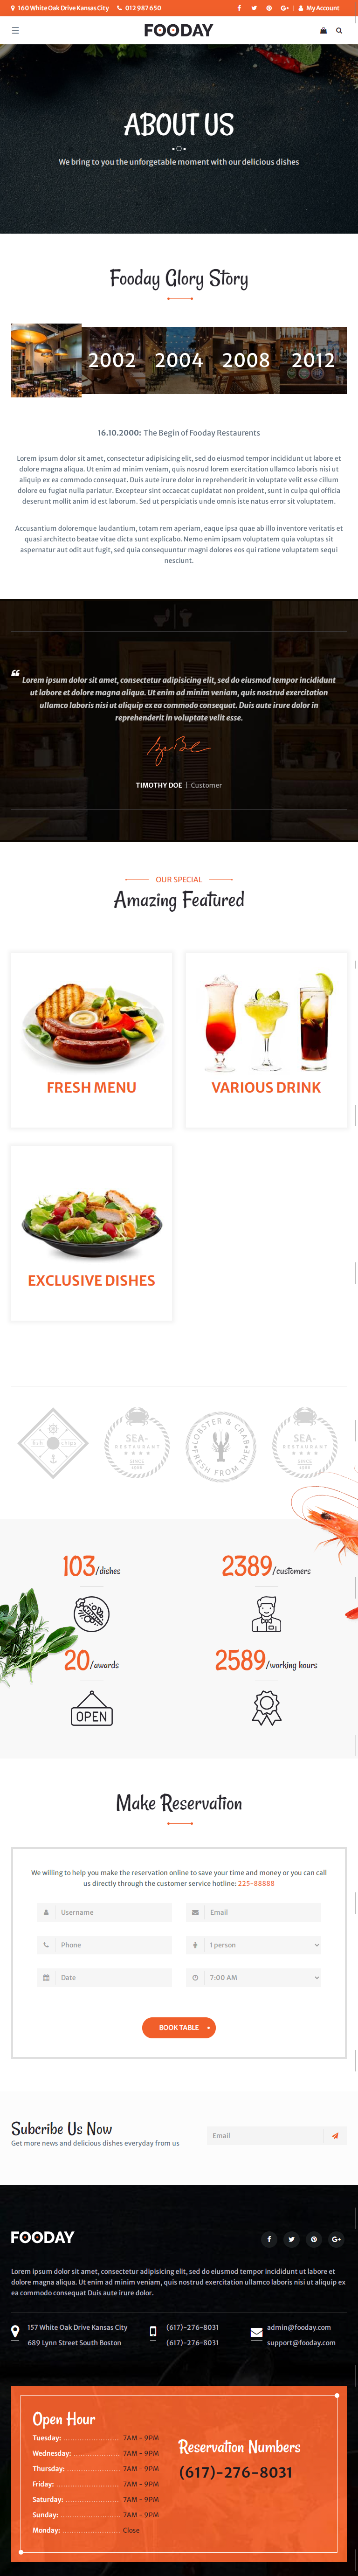 160 White Oak Drive Kansas City 012 987 650 My Account
FOODAY
ABOUT US
We bring to you the unforgetable moment with our delicious dishes
Fooday Glory Story
2002 2004 2008 2012
16.10.2000: The Begin of Fooday Restaurents
Lorem ipsum dolor sit amet, consectetur adipisicing elit, sed do eiusmod tempor incididunt ut labore et
dolore magna aliqua. Ut enim ad minim veniam, quis nosrud lorem exercitation ullamco laboris nisi ut
aliquip ex ea commodo consequat. Duis aute irure dolor in reprehenderit in voluptate velit esse cillum
dolore eu fugiat nulla pariatur. Excepteur sint occaecat cupidatat non proident, sunt in culpa qui officia
deserunt mollit anim id est laborum. Sed ut perspiciatis unde omnis iste natus error sit voluptatem.
Accusantium doloremque laudantium, totam rem aperiam, eaque ipsa quae ab illo inventore veritatis et
quasi architecto beatae vitae dicta sunt explicabo. Nemo enim ipsam voluptatem quia voluptas sit
aspernatur aut odit aut fugit, sed quia consequuntur magni dolores eos qui ratione voluptatem sequi
nesciunt.
Lorem ipsum dolor sit amet, consectetur adipisicing elit, sed do eiusmod tempor incididunt
ut labore et dolore magna aliqua. Ut enim ad minim veniam, quis nostrud exercitation
ullamco laboris nisi ut aliquip ex ea commodo consequat. Duis aute irure dolor in
reprehenderit in voluptate velit esse.
TIMOTHY DOE | Customer
OUR SPECIAL
Amazing Featured
FRESH MENU
VARIOUS DRINK
EXCLUSIVE DISHES
SEA-
RESTAURANT
SINCE
LOBSTER & CRAB
FRESH FROM THE
SEA-
RESTAURANT
SINCE
103/dishes
2389/customers
20/awards
2589/working hours
OPEN
Make Reservation
We willing to help you make the reservation online to save your time and money or you can call
us directly through the customer service hotline: 225-88888
Username
Email
Phone
1 person
Date
7:00 AM
BOOK TABLE
Subcribe Us Now
Get more news and delicious dishes everyday from us
Email
FOODAY
Lorem ipsum dolor sit amet, consectetur adipisicing elit, sed do eiusmod tempor incididunt ut labore et
dolore magna aliqua. Ut enim ad minim veniam, quis nostrud exercitation ullamco laboris nisi ut aliquip ex
ea commodo consequat Duis aute irure dolor.
157 White Oak Drive Kansas City
689 Lynn Street South Boston
(617)-276-8031
(617)-276-8031
admin@fooday.com
support@fooday.com
Open Hour
Tuesday: 7AM - 9PM
Wednesday: 7AM - 9PM
Thursday: 7AM - 9PM
Friday: 7AM - 9PM
Saturday: 7AM - 9PM
Sunday: 7AM - 9PM
Monday: Close
Reservation Numbers
(617)-276-8031